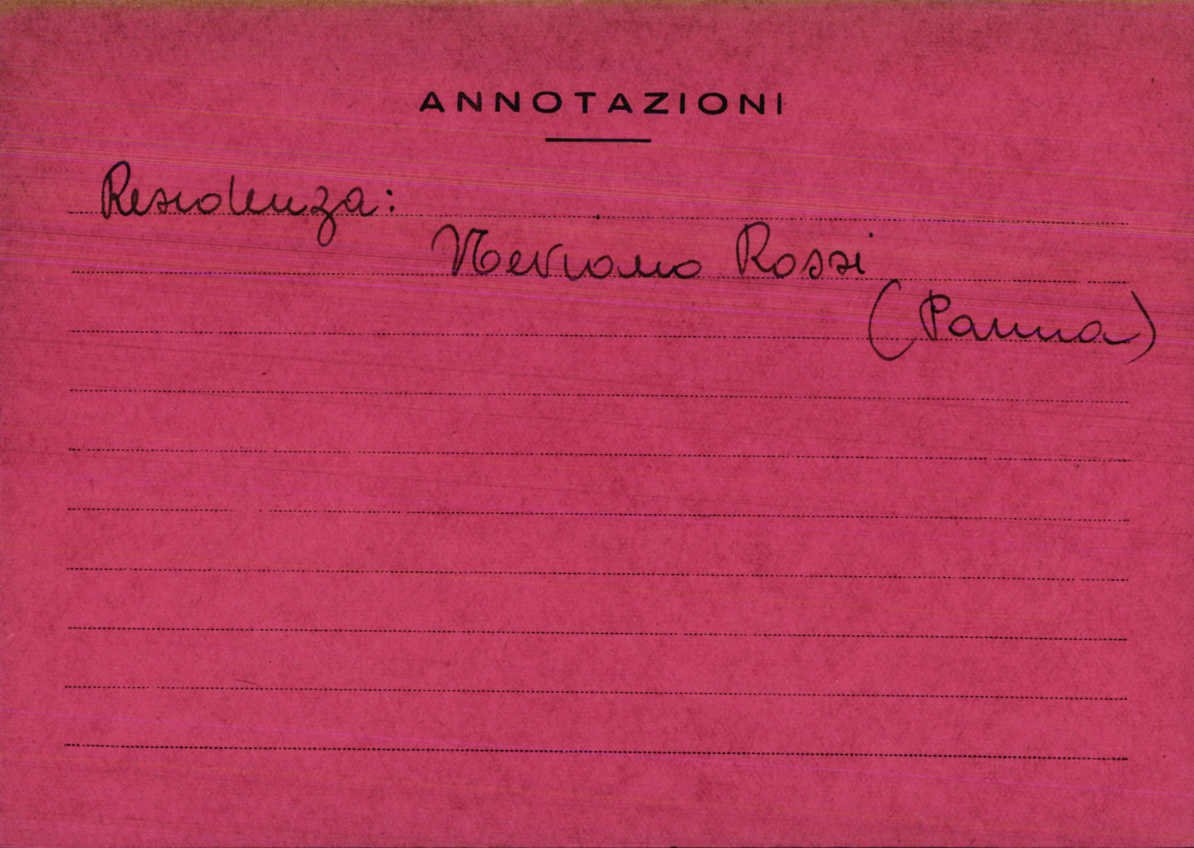 ANNOTAZIONI
Residenza:
Neviano Rossi
(Parma)